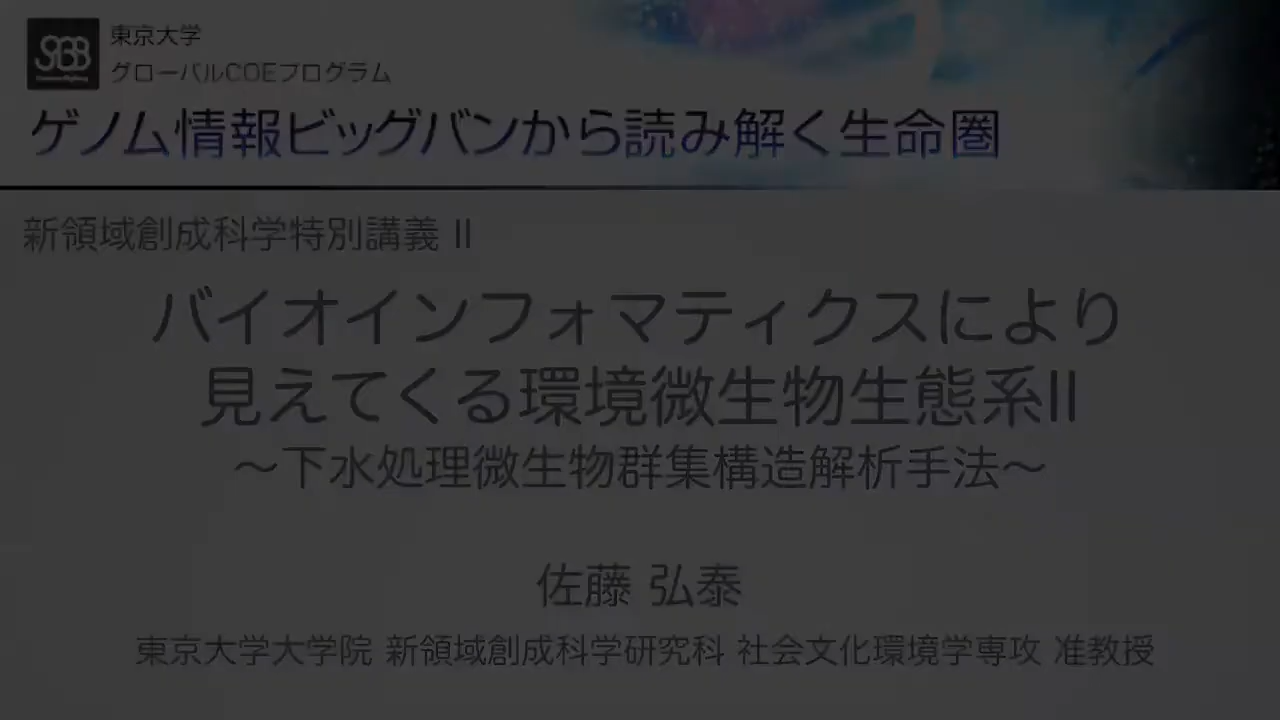 東京大学
グローバルCOEプログラム
ゲノム情報ビッグバンから読み解く生命圏
新領域創成科学特別講義 II
バイオインフォマティクスにより
見えてくる環境微生物生態系II
～下水処理微生物群集構造解析手法～
佐藤 弘泰
東京大学大学院 新領域創成科学研究科 社会文化環境学専攻 准教授